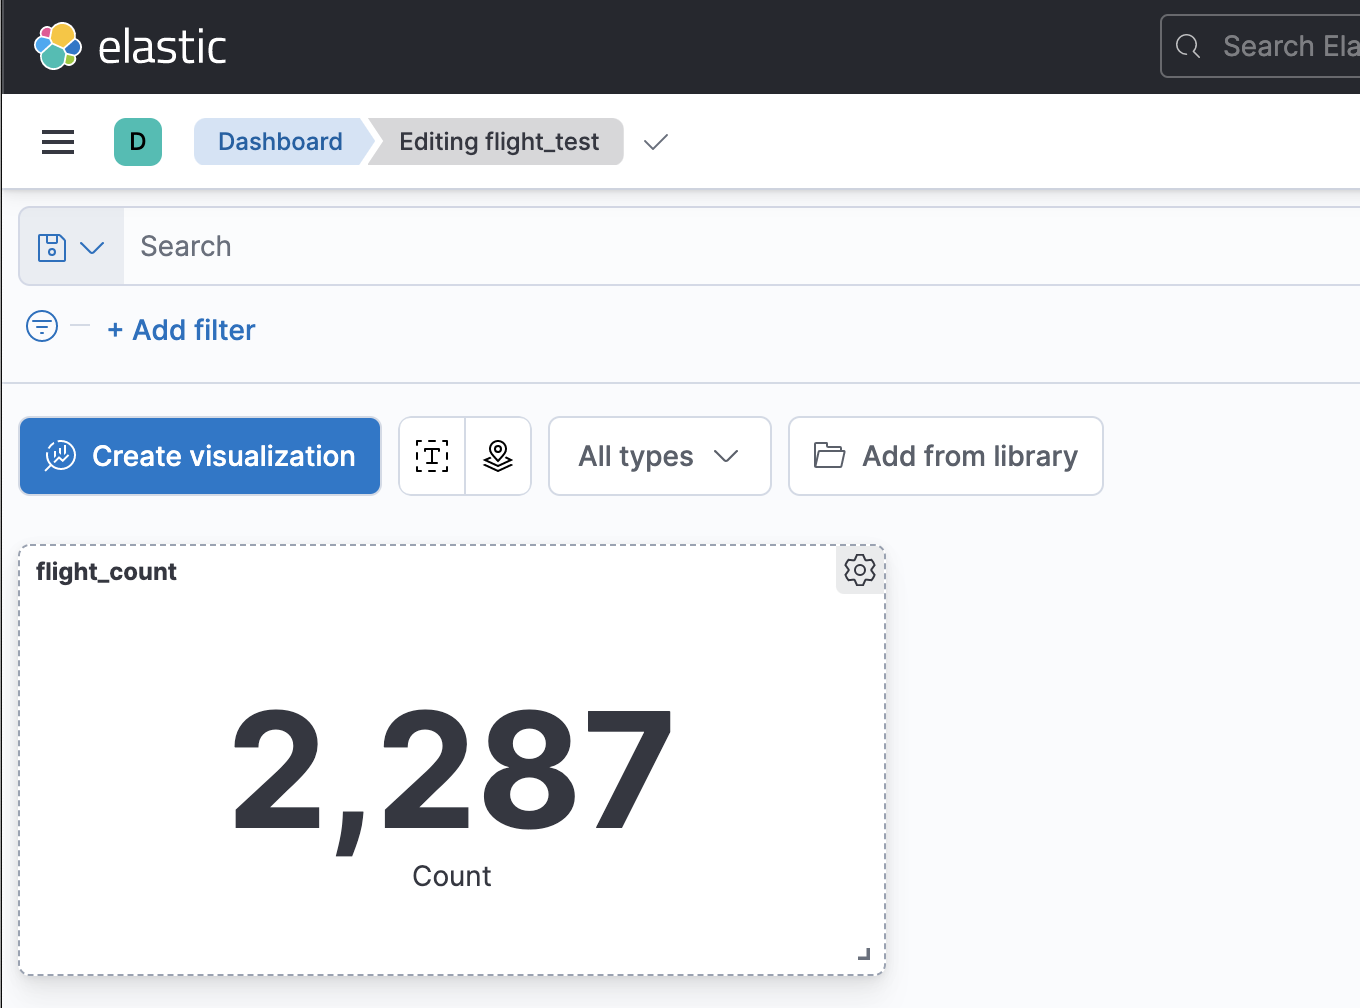 elastic
Search Ela
D
Dashboard
Editing flight_test
Search
+ Add filter
Create visualization
T
All types
Add from library
flight_count
2,287
Count